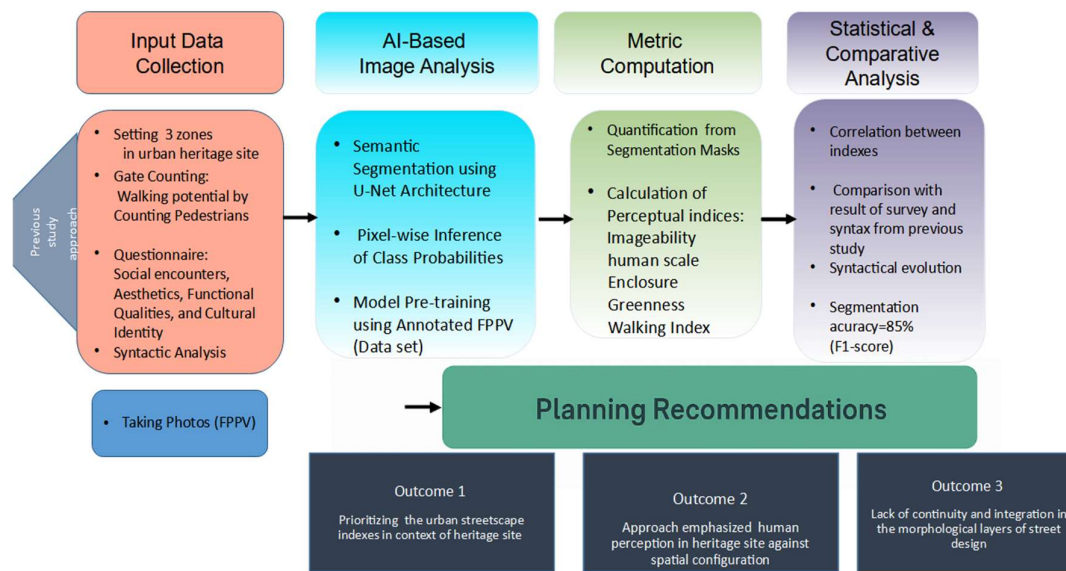 Input Data
Collection
AI-Based
Image Analysis
Metric
Computation
Statistical &
Comparative
Analysis
Previous
study
approach
• Setting 3 zones
in urban heritage site
• Gate Counting:
Walking potential by
Counting Pedestrians
• Questionnaire:
Social encounters,
Aesthetics, Functional
Qualities, and Cultural
Identity
• Syntactic Analysis
• Taking Photos (FPPV)
• Semantic
Segmentation using
U-Net Architecture
• Pixel-wise Inference
of Class Probabilities
• Model Pre-training
using Annotated FPPV
(Data set)
• Quantification from
Segmentation Masks
• Calculation of
Perceptual indices:
Imageability
human scale
Enclosure
Greenness
Walking Index
• Correlation between
indexes
• Comparison with
result of survey and
syntax from previous
study
• Syntactical evolution
• Segmentation
acuracy=85%
(F1-score)
Planning Recommendations
Outcome 1
Prioritizing the urban streetscape
indexes in context of heritage site
Outcome 2
Approach emphasized human
perception in heritage site against
spatial configuration
Outcome 3
Lack of continuity and integration in
the morphological layers of street
design